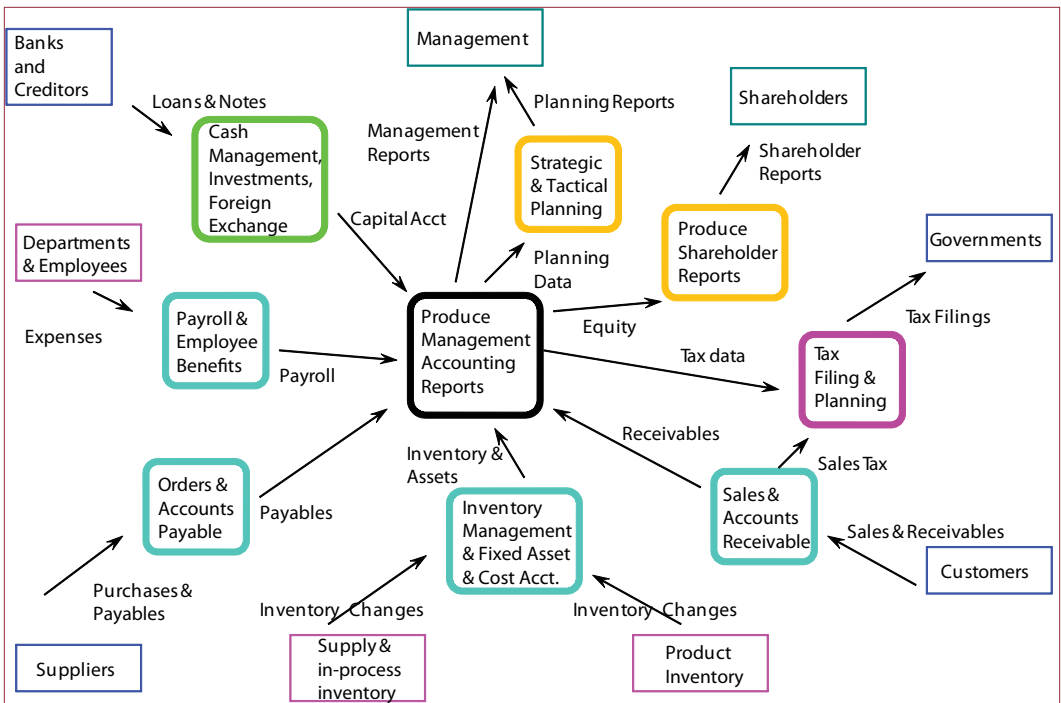 Banks
and
Creditors
Management
Shareholders
Loans & Notes
Planning Reports
Management
Reports
Cash
Management,
Investments,
Foreign
Exchange
Strategic
& Tactical
Planning
Shareholder
Reports
Capital Acct
Departments
& Employees
Produce
Shareholder
Reports
Governments
Planning
Data
Expenses
Payroll &
Employee
Benefits
Payroll
Produce
Management
Accounting
Reports
Equity
Tax data
Tax Filings
Tax
Filing &
Planning
Receivables
Inventory &
Assets
Sales Tax
Orders &
Accounts
Payable
Payables
Inventory
Management
& Fixed Asset
& Cost Acct.
Sales &
Accounts
Receivable
Sales & Receivables
Customers
Purchases &
Payables
Inventory Changes
Inventory Changes
Suppliers
Supply &
in-process
inventory
Product
Inventory